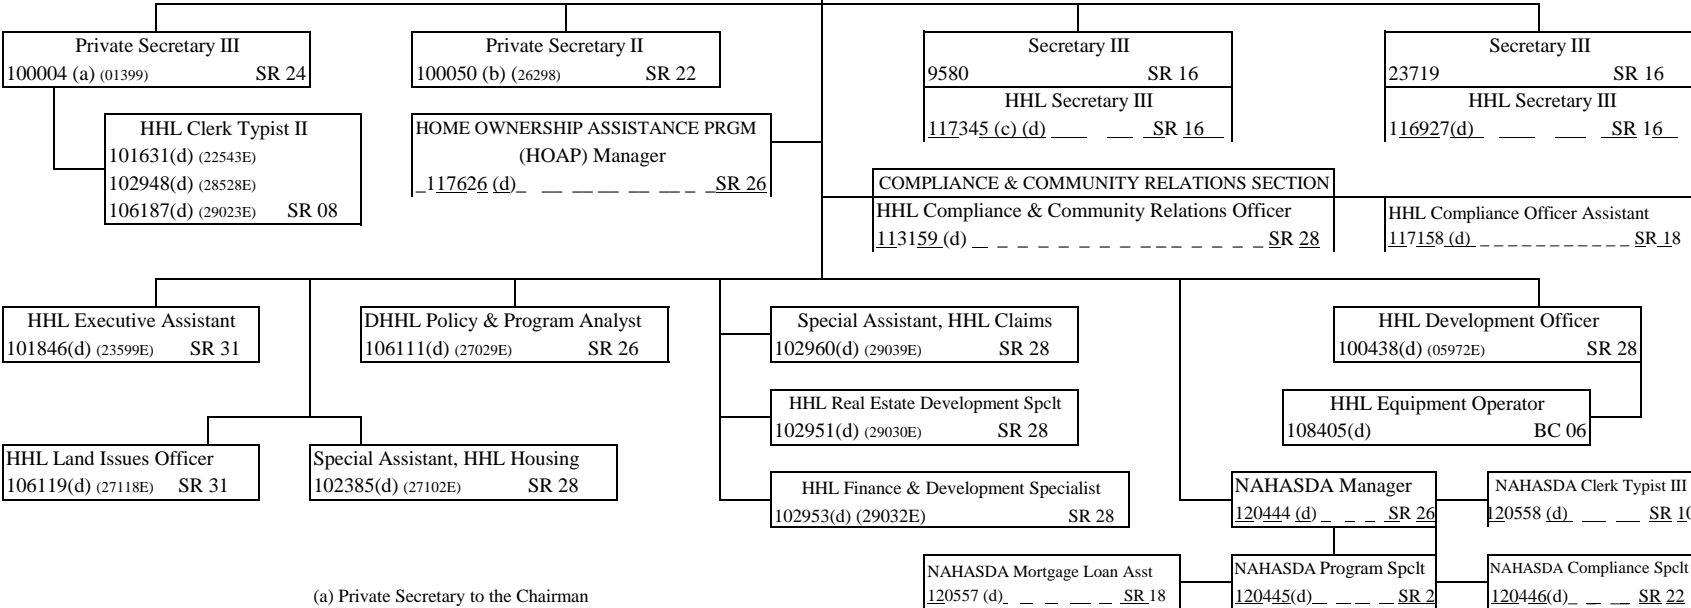 Private Secretary III
100004 (a) (01399) SR 24
Private Secretary II
100050 (b) (26298) SR 22
Secretary III
9580 SR 16
HHL Secretary III
117345 (c) (d) SR 16
Secretary III
23719 SR 16
HHL Secretary III
116927(d) SR 16
HHL Clerk Typist II
101631(d) (22543E)
102948(d) (28528E)
106187(d) (29023E) SR 08
HOME OWNERSHIP ASSISTANCE PRGM
(HOAP) Manager
117626 (d) SR 26
COMPLIANCE & COMMUNITY RELATIONS SECTION
HHL Compliance & Community Relations Officer
113159 (d) SR 28
HHL Compliance Officer Assistant
117158 (d) SR 18
HHL Executive Assistant
101846(d) (23599E) SR 31
DHHL Policy & Program Analyst
106111(d) (27029E) SR 26
Special Assistant, HHL Claims
102960(d) (29039E) SR 28
HHL Development Officer
100438(d) (05972E) SR 28
HHL Real Estate Development Spclt
102951(d) (29030E) SR 28
HHL Equipment Operator
108405(d) BC 06
HHL Land Issues Officer
106119(d) (27118E) SR 31
Special Assistant, HHL Housing
102385(d) (27102E) SR 28
HHL Finance & Development Specialist
102953(d) (29032E) SR 28
NAHASDA Manager
120444 (d) SR 26
NAHASDA Clerk Typist III
120558 (d) SR
NAHASDA Mortgage Loan Asst
120557 (d) SR 18
NAHASDA Program Spclt
120445(d) SR
NAHASDA Compliance Spclt
120446(d) SR 22
(a) Private Secretary to the Chairman